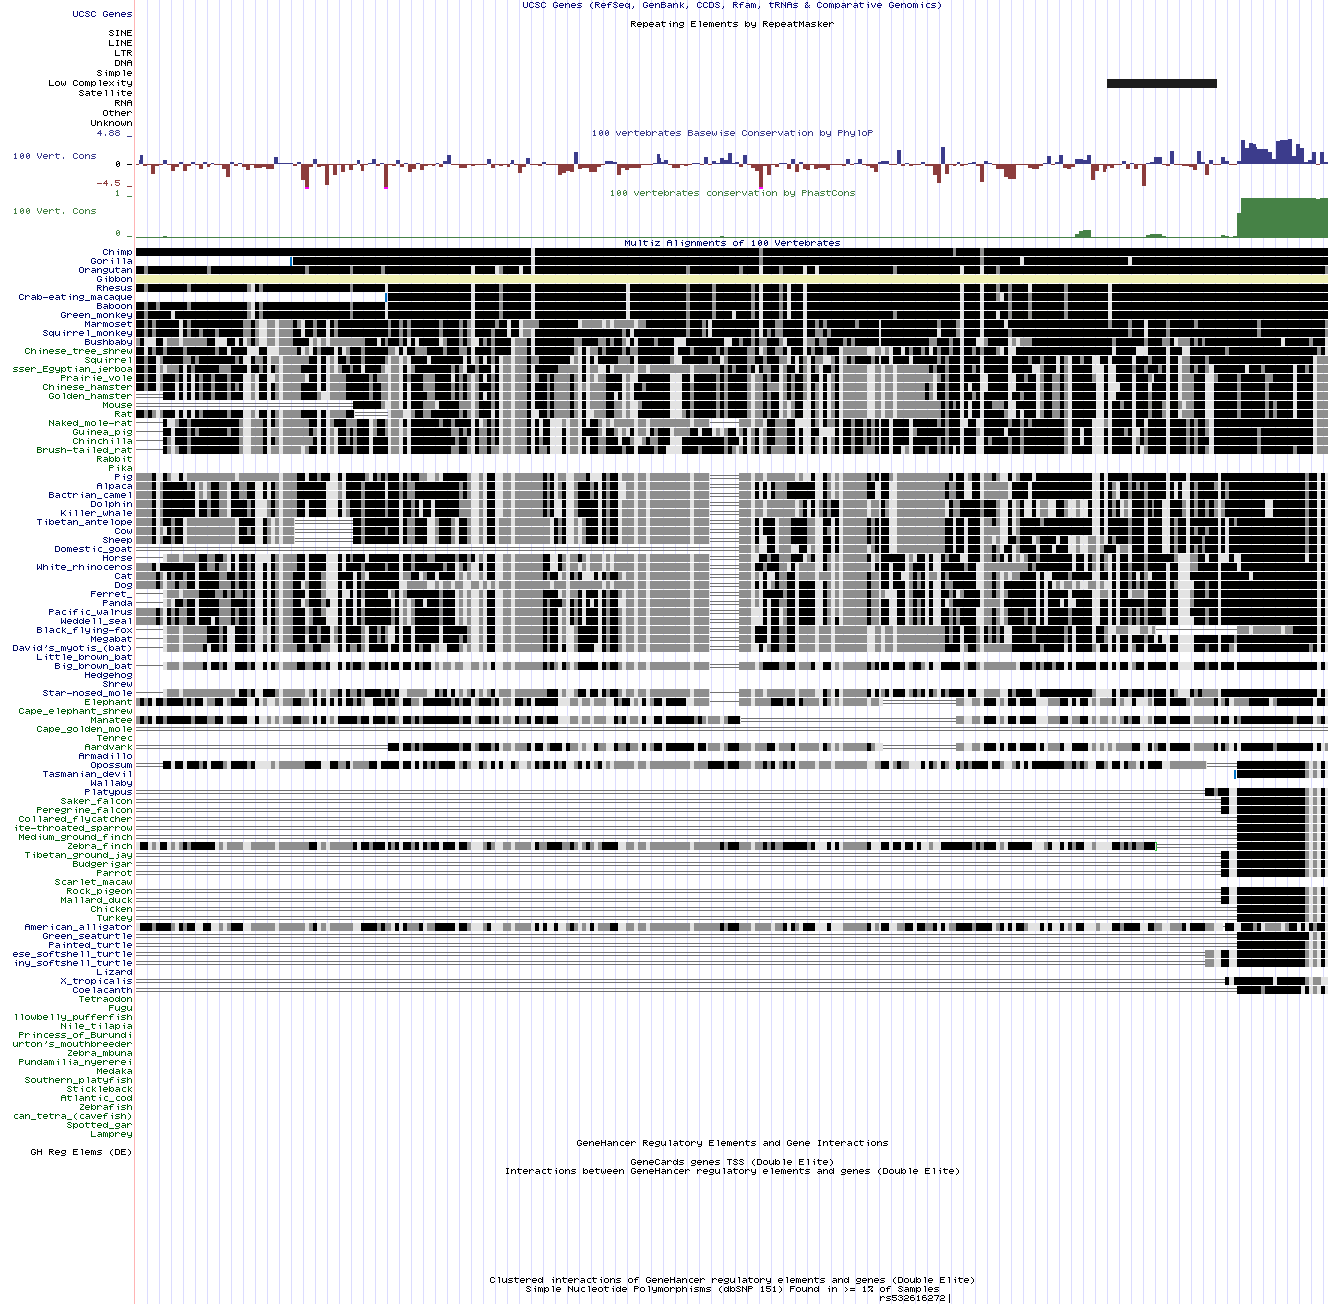 UCSC Genes (RefSeq, GenBank, CCDS, Rfam, tRNAs & Comparative Genomics)
UCSC Genes
Repeating Elements by RepeatMasker
SINE
LINE
LTR
DNA
Simple
Low Complexity
Satellite
RNA
Other
Unknown
4.88 _
100 vertebrates Basewise Conservation by PhyloP
100 Vert. Cons
0 -
-4.5 _
100 vertebrates conservation by PhastCons
1 _
100 Vert. Cons
0 _
Multiz Alignments of 100 Vertebrates
Chimp
Gorilla
Orangutan
Gibbon
Rhesus
Crab-eating_macaque
Baboon
Green_monkey
Marmoset
Squirrel_monkey
Bushbaby
Chinese_tree_shrew
Squirrel
sser_Egyptian_jerboa
Prairie_vole
Chinese_hamster
Golden_hamster
Mouse
Rat
Naked_mole-rat
Guinea_pig
Chinchilla
Brush-tailed_rat
Rabbit
Pika
Pig
Alpaca
Bactrian_camel
Dolphin
Killer_whale
Tibetan_antelope
Cow
Sheep
Domestic_goat
Horse
White_rhinoceros
Cat
Dog
Ferret_
Panda
Pacific_walrus
Weddell_seal
Black_flying-fox
Megabat
David's_myotis_(bat)
Little_brown_bat
Big_brown_bat
Hedgehog
Shrew
Star-nosed_mole
Elephant
Cape_elephant_shrew
Manatee
Cape_golden_mole
Tenrec
Aardvark
Armadillo
Opossum
Tasmanian_devil
Wallaby
Platypus
Saker_falcon
Peregrine_falcon
Collared_flycatcher
ite-throated_sparrow
Medium_ground_finch
Zebra_finch
Tibetan_ground_jay
Budgerigar
Parrot
Scarlet_macaw
Rock_pigeon
Mallard_duck
Chicken
Turkey
American_alligator
Green_seaturtle
Painted_turtle
ese_softshell_turtle
iny_softshell_turtle
Lizard
X_tropicalis
Coelacanth
Tetraodon
Fugu
llowbelly_pufferfish
Nile_tilapia
Princess_of_Burundi
urton's_mouthbreeder
Zebra_mbuna
Pundamilia_nyererei
Medaka
Southern_platyfish
Stickleback
Atlantic_cod
Zebrafish
can_tetra_(cavefish)
Spotted_gar
Lamprey
GeneHancer Regulatory Elements and Gene Interactions
GH Reg Elems (DE)
GeneCards genes TSS (Double Elite)
Interactions between GeneHancer regulatory elements and genes (Double Elite)
Clustered interactions of GeneHancer regulatory elements and genes (Double Elite)
Simple Nucleotide Polymorphisms (dbSNP 151) Found in >= 1% of Samples
rs532616272